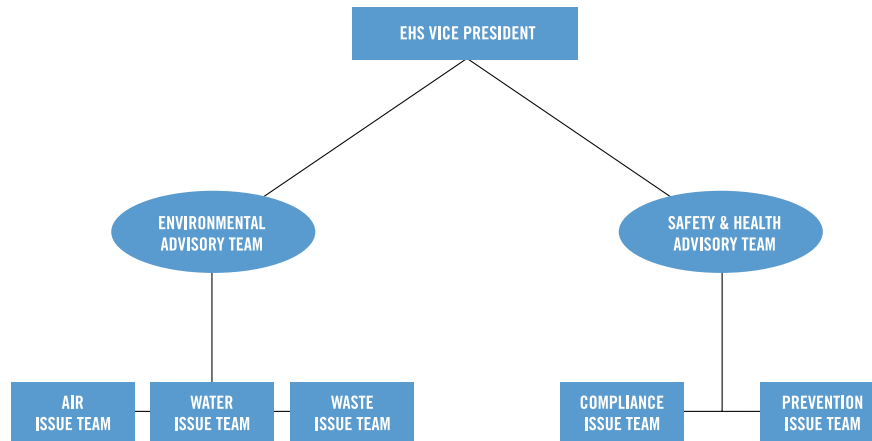 EHS VICE PRESIDENT
ENVIRONMENTAL
ADVISORY TEAM
SAFETY & HEALTH
ADVISORY TEAM
AIR
ISSUE TEAM
WATER
ISSUE TEAM
WASTE
ISSUE TEAM
COMPLIANCE
ISSUE TEAM
PREVENTION
ISSUE TEAM